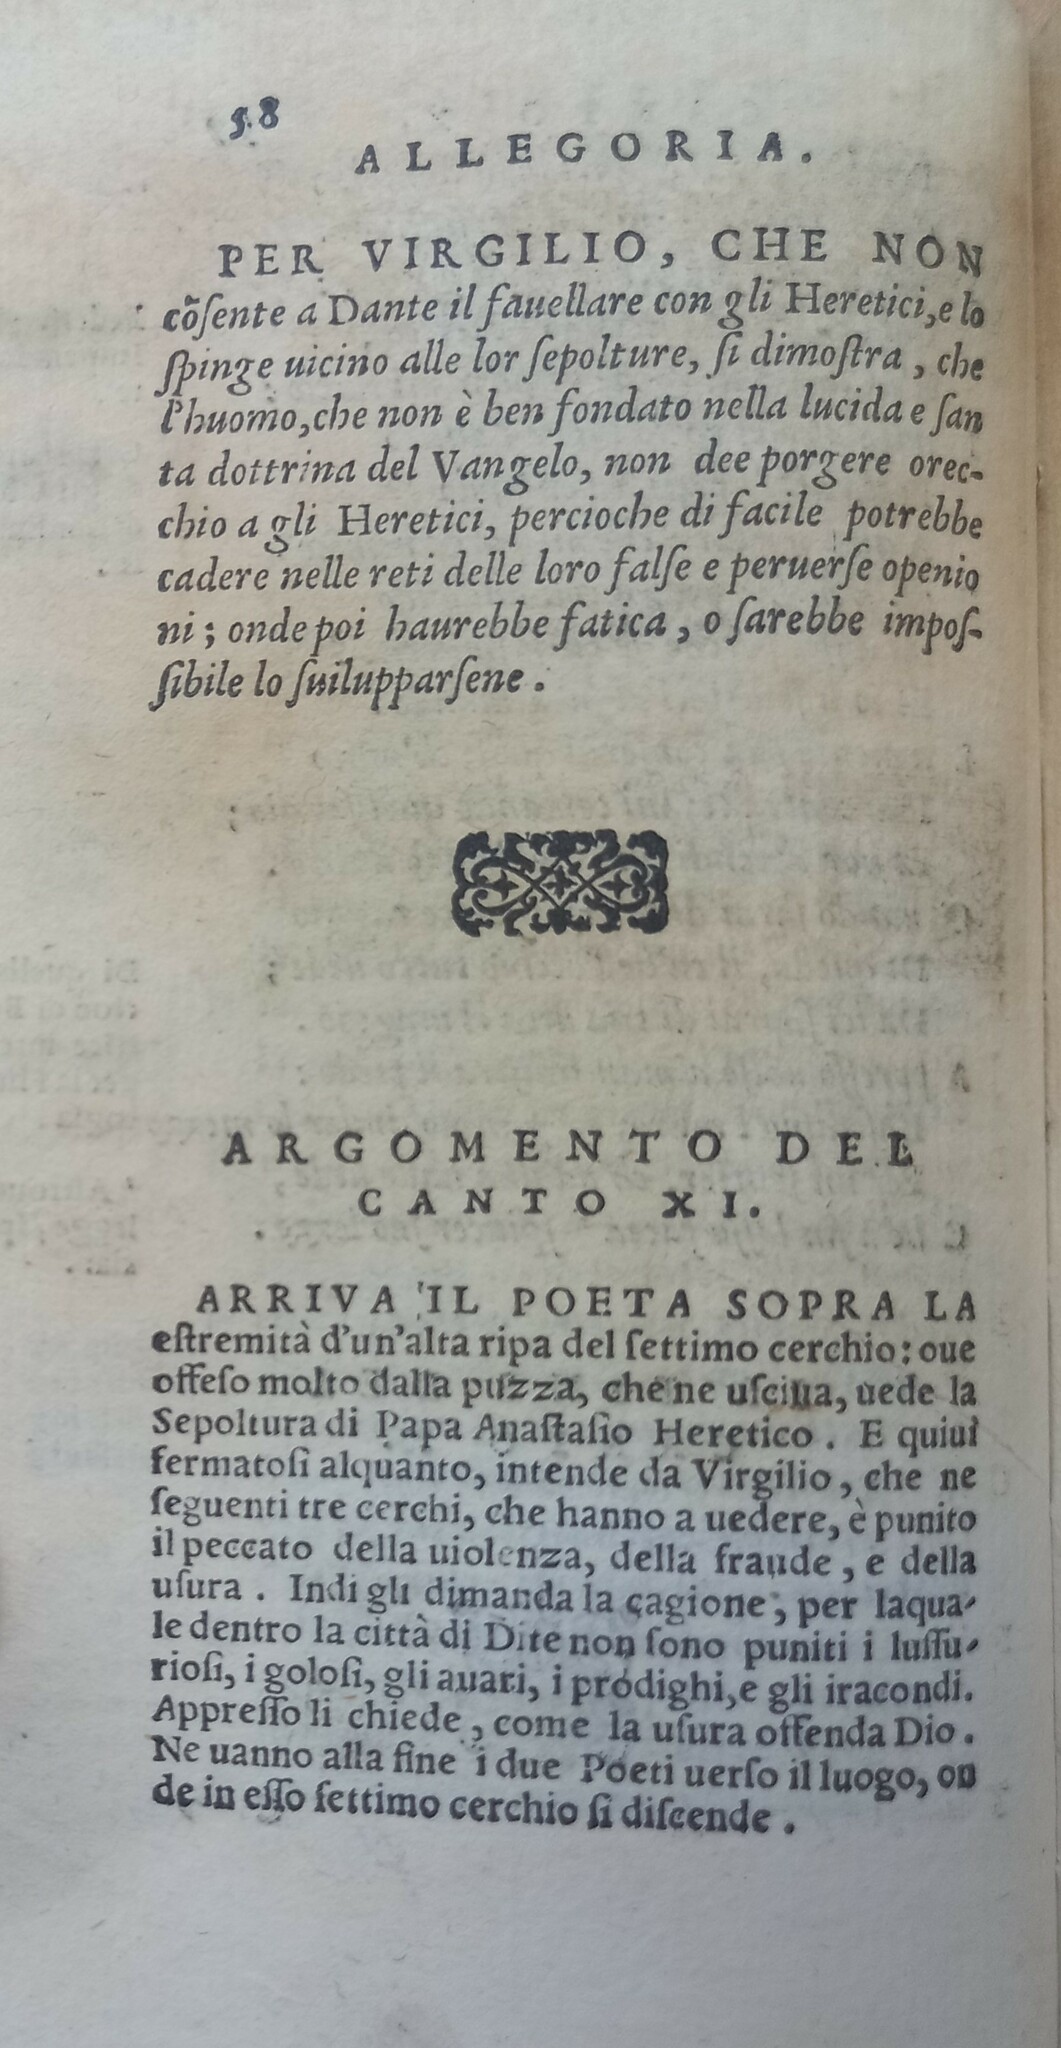 58
ALLEGORIA.
PER VIRGILIO, CHE NON
cõſente a Dante il fauellare con gli Heretici, e lo
ſpinge uicino alle lor ſepolture, ſi dimoſtra, che
l'huomo, che non è ben fondato nella lucida e ſan
ta dottrina del Vangelo, non dee porgere orec-
chio a gli Heretici, percioche di facile potrebbe
cadere nelle reti delle loro falſe e peruerſe openio
ni; onde poi haurebbe fatica, o ſarebbe impoſ-
ſibile lo ſuilupparſene.
ARGOMENTO DEL
CANTO XI.
ARRIVA IL POETA SOPRA LA
eſtremità d'un'alta ripa del ſettimo cerchio: oue
offeſo molto dalla puzza, che ne uſciua, uede la
Sepoltura di Papa Anaſtaſio Heretico. E quiui
fermatoſi alquanto, intende da Virgilio, che ne
ſeguenti tre cerchi, che hanno a uedere, è punito
il peccato della uiolenza, della fraude, e della
uſura. Indi gli dimanda la cagione, per laqua-
le dentro la città di Dite non ſono puniti i luſſu-
rioſi, i goloſi, gli auari, i prodighi, e gli iracondi.
Appreſſo li chiede, come la uſura offenda Dio.
Ne uanno alla fine i due Poeti uerſo il luogo, on
de in eſſo ſettimo cerchio ſi diſcende.